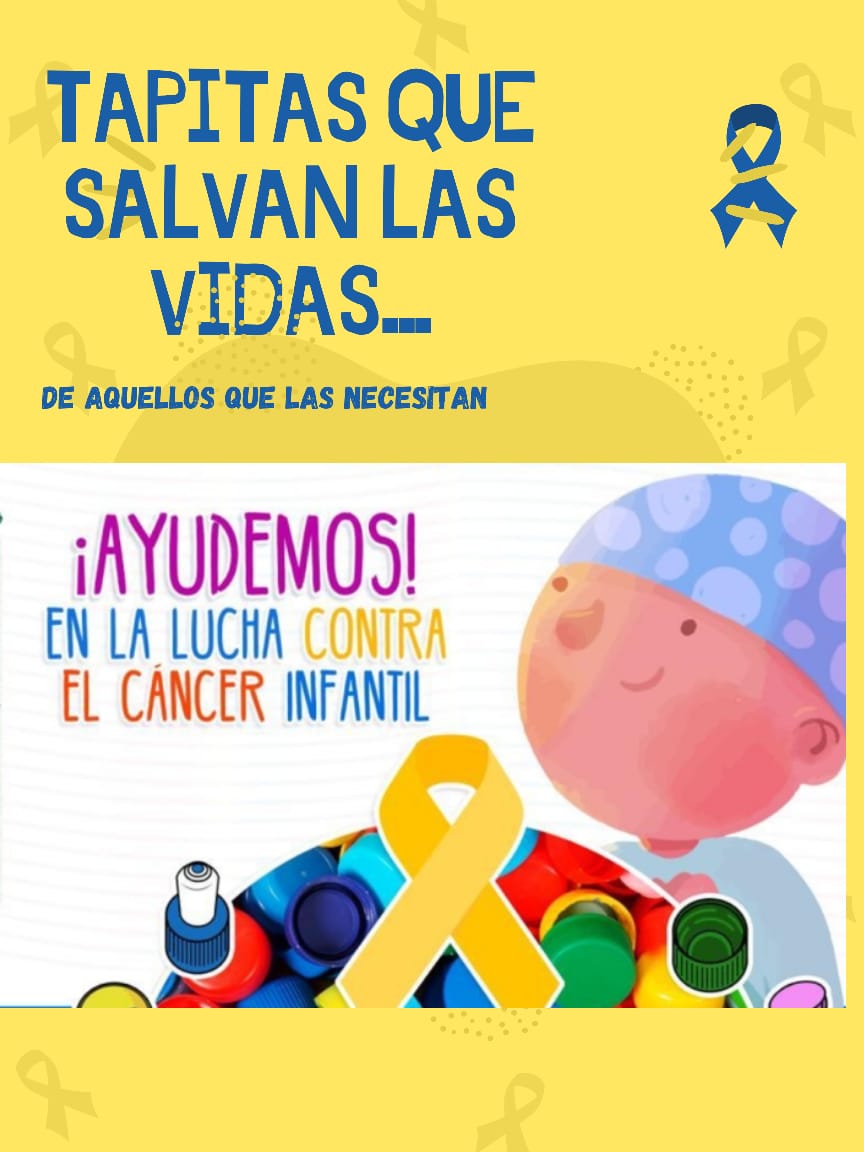 TAPITAS QUE
SALVAN LAS
VIDAS...
DE AQUELLOS QUE LAS NECESITAN
¡AYUDEMOS!
EN LA LUCHA CONTRA
EL CÁNCER INFANTIL